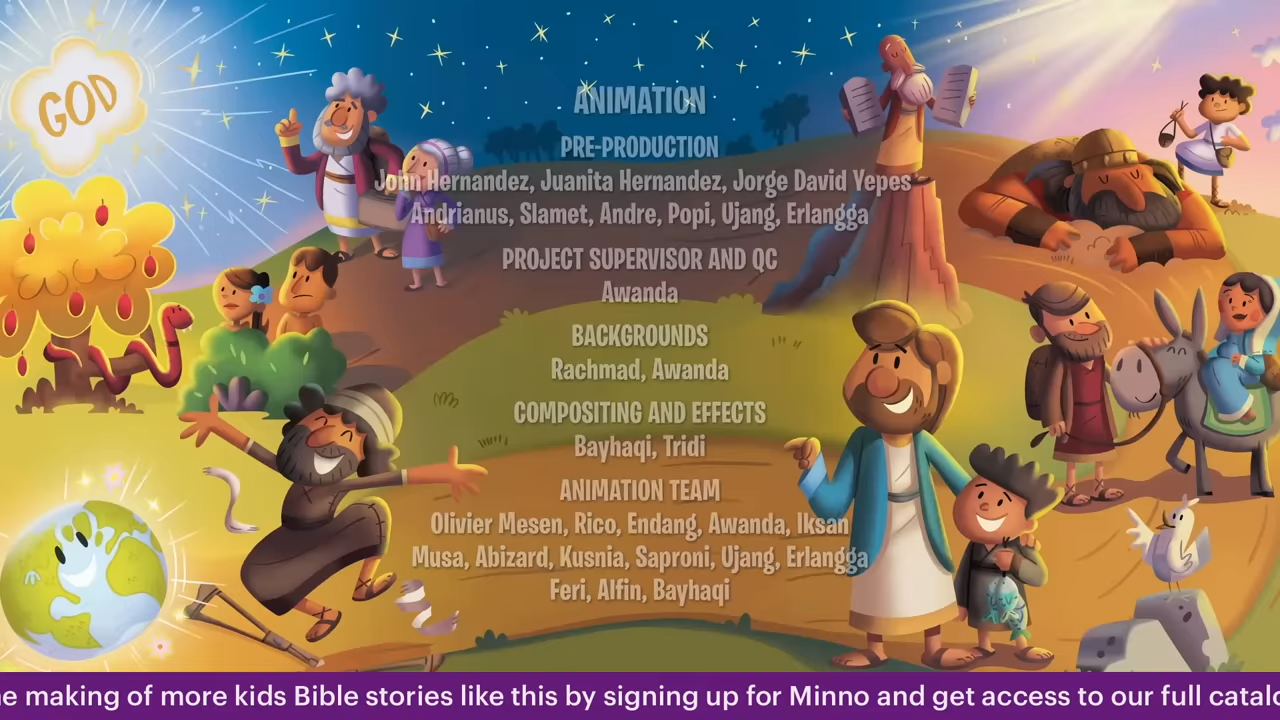 GOD
ANIMATION
PRE-PRODUCTION
John Hernandez, Juanita Hernandez, Jorge David Yepes
Andrianus, Slamet, Andre, Popi, Ujang, Erlangga
PROJECT SUPERVISOR AND QC
Awanda
BACKGROUNDS
Rachmad, Awanda
COMPOSITING AND EFFECTS
Bayhaqi, Tridi
ANIMATION TEAM
Olivier Mesen, Rico, Endang, Awanda, Iksan
Musa, Abizard, Kusnia, Saproni, Ujang, Erlangga
Feri, Alfin, Bayhaqi
making of more kids Bible stories like this by signing up for Minno and get access to our full